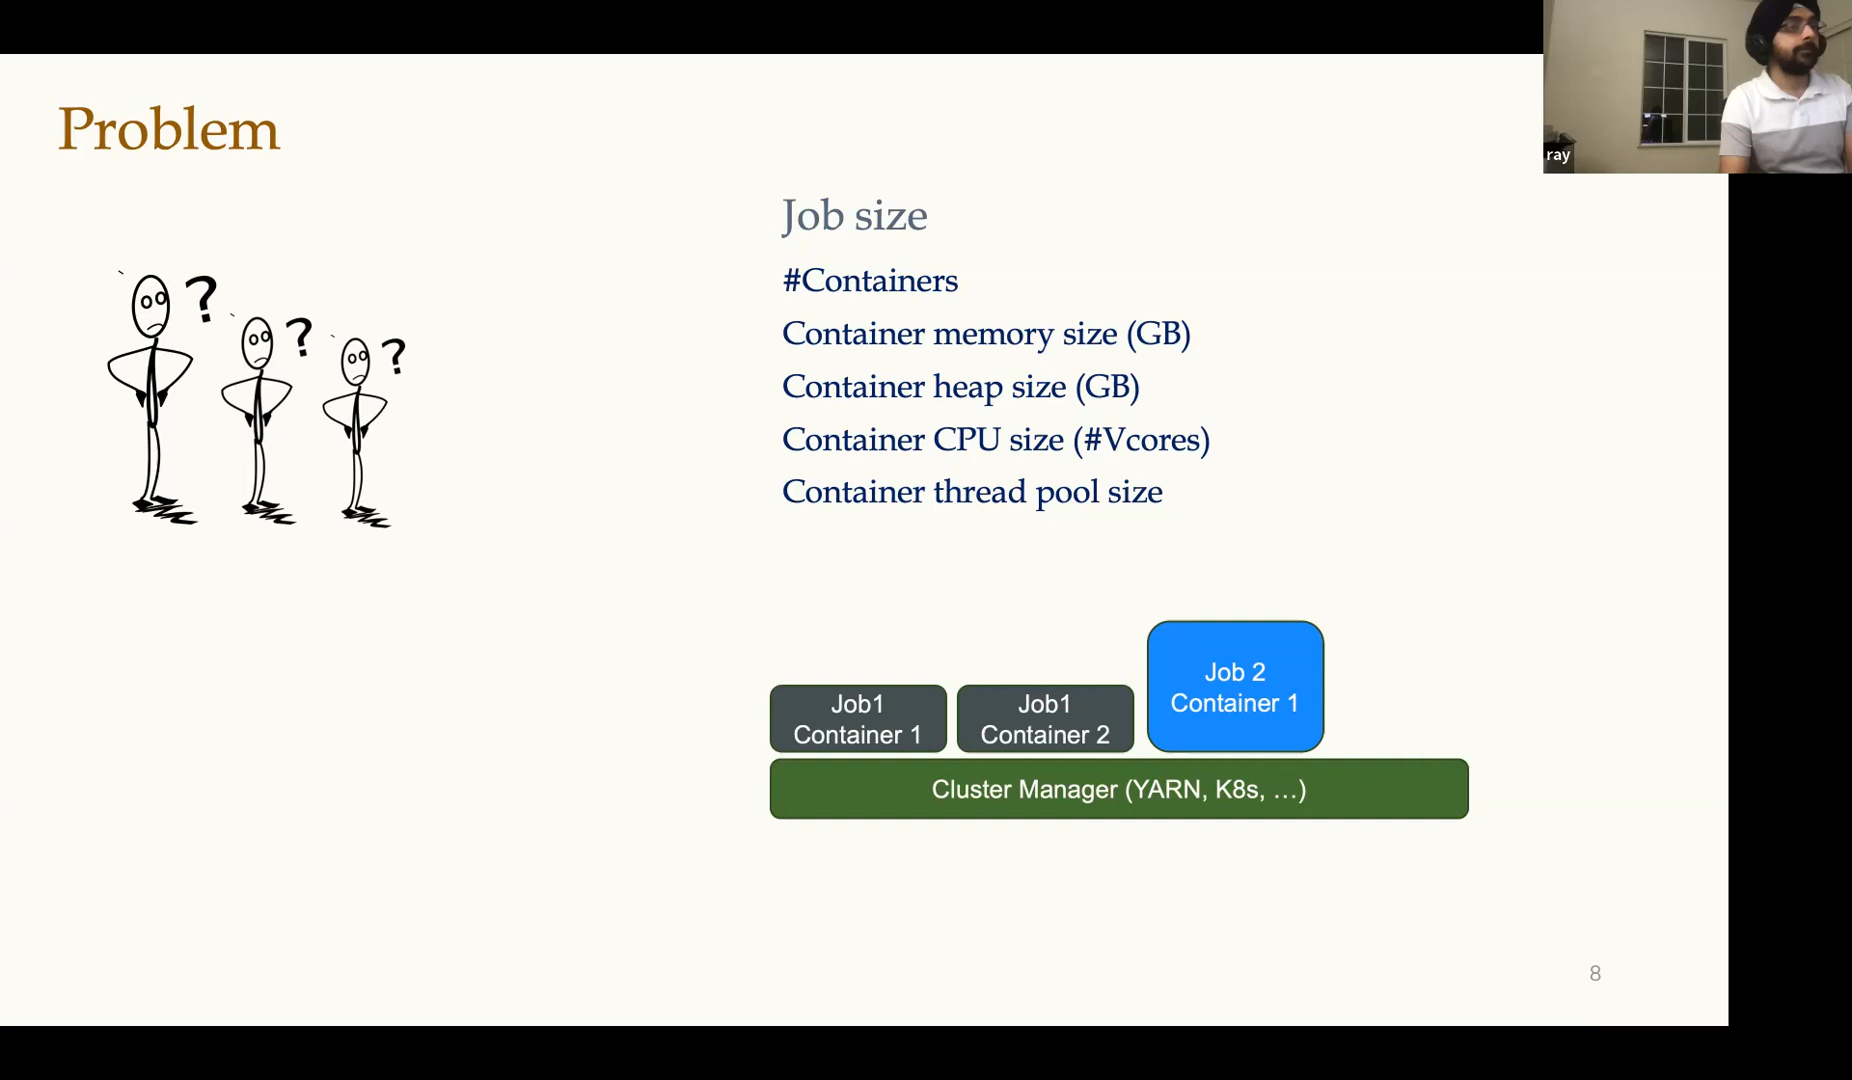 ray
Problem
Job size
#Containers
Container memory size (GB)
Container heap size (GB)
Container CPU size (#Vcores)
Container thread pool size
? ? ?
Job1
Container 1
Job1
Container 2
Job 2
Container 1
Cluster Manager (YARN, K8s, …)
8